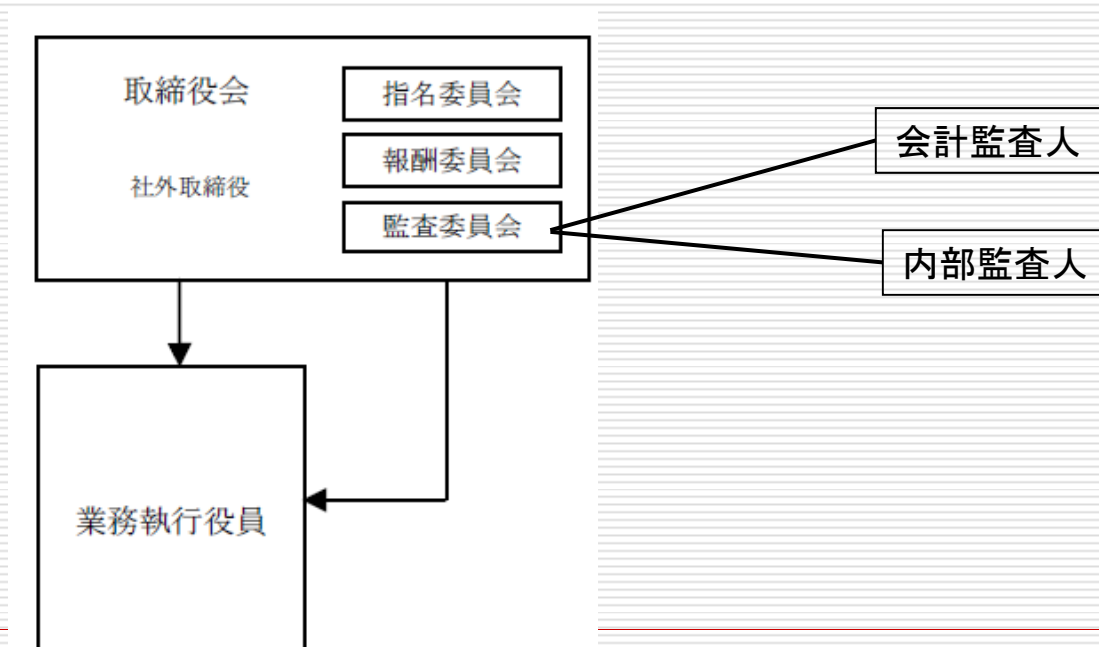 取締役会
社外取締役
指名委員会
報酬委員会
監査委員会
会計監査人
内部監査人
業務執行役員